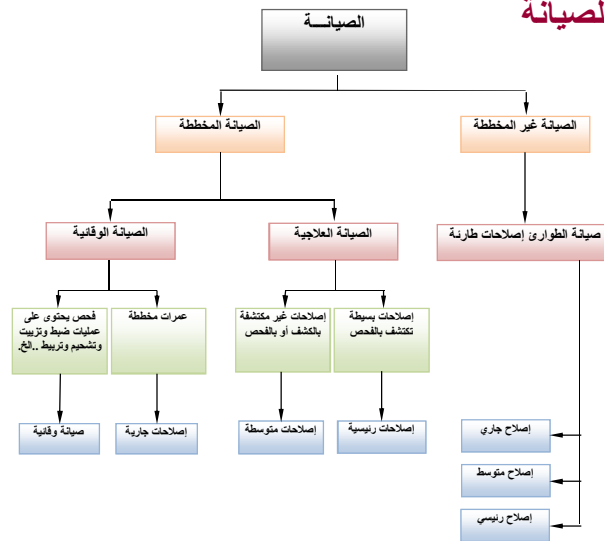 لصيانة
الصيانـــة
الصيانة غير المخططة
الصيانة المخططة
صيانة الطوارئ إصلاحات طارئة
الصيانة العلاجية
الصيانة الوقائية
إصلاحات بسيطة
تكتشف بالفحص
إصلاحات غير مكتشفة
بالكشف أو بالفحص
عمرات مخططة
فحص يحتوى على
عمليات ضبط وتزييت
وتشحيم وتربيط ..الخ.
إصلاحات رئيسية
إصلاحات متوسطة
إصلاحات جارية
صيانة وقائية
إصلاح جاري
إصلاح متوسط
إصلاح رئيسي